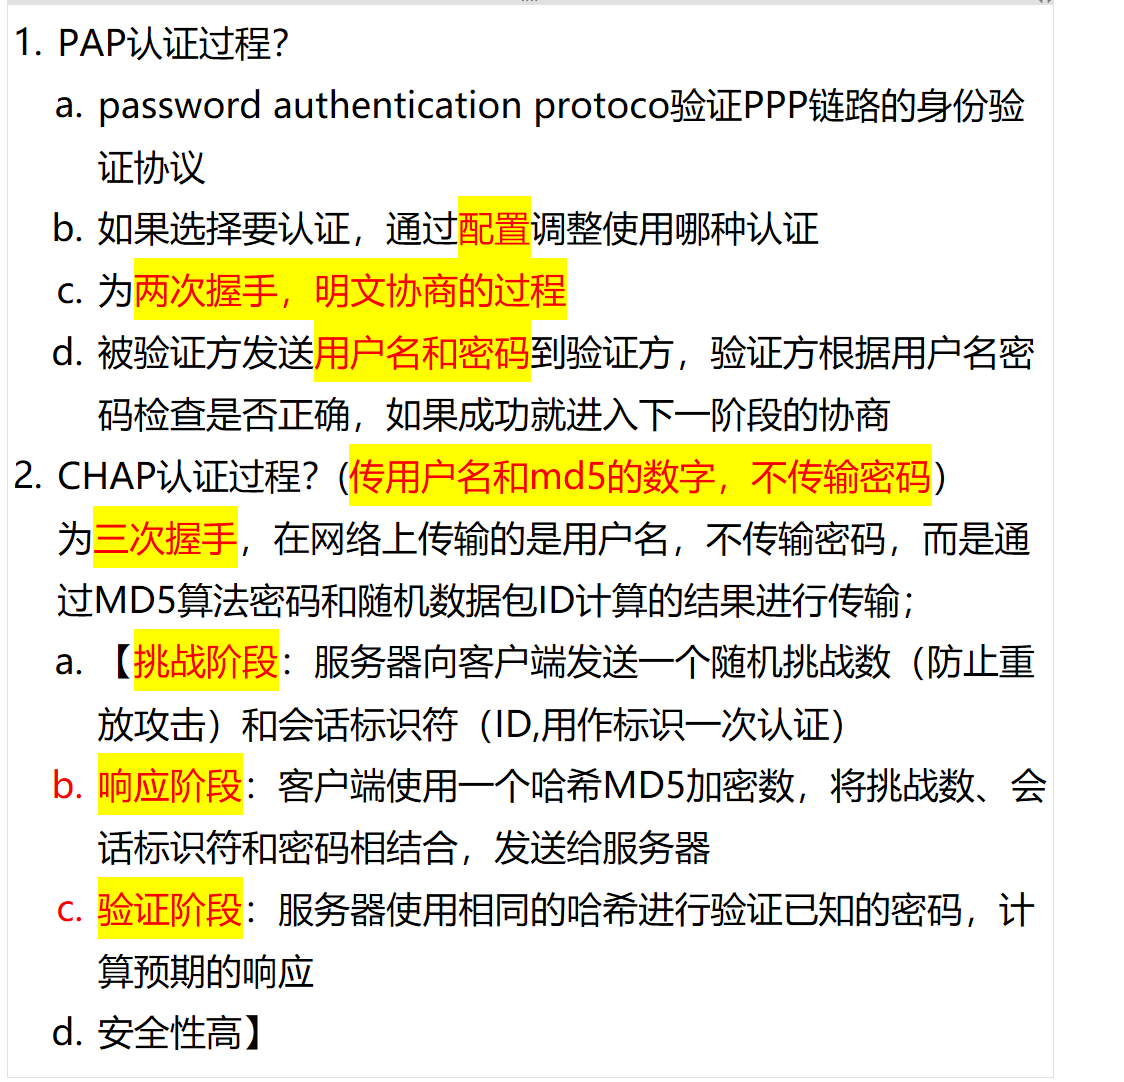 1. PAP认证过程?
a. password authentication protoco验证PPP链路的身份验
证协议
b. 如果选择要认证，通过配置调整使用哪种认证
c. 为两次握手，明文协商的过程
d. 被验证方发送用户名和密码到验证方，验证方根据用户名密
码检查是否正确，如果成功就进入下一阶段的协商
2. CHAP认证过程？(传用户名和md5的数字，不传输密码)
为三次握手，在网络上传输的是用户名，不传输密码，而是通
过MD5算法密码和随机数据包ID计算的结果进行传输；
a. 【挑战阶段：服务器向客户端发送一个随机挑战数（防止重
放攻击）和会话标识符（ID,用作标识一次认证）
b. 响应阶段：客户端使用一个哈希MD5加密数，将挑战数、会
话标识符和密码相结合，发送给服务器
c. 验证阶段：服务器使用相同的哈希进行验证已知的密码，计
算预期的响应
d. 安全性高】